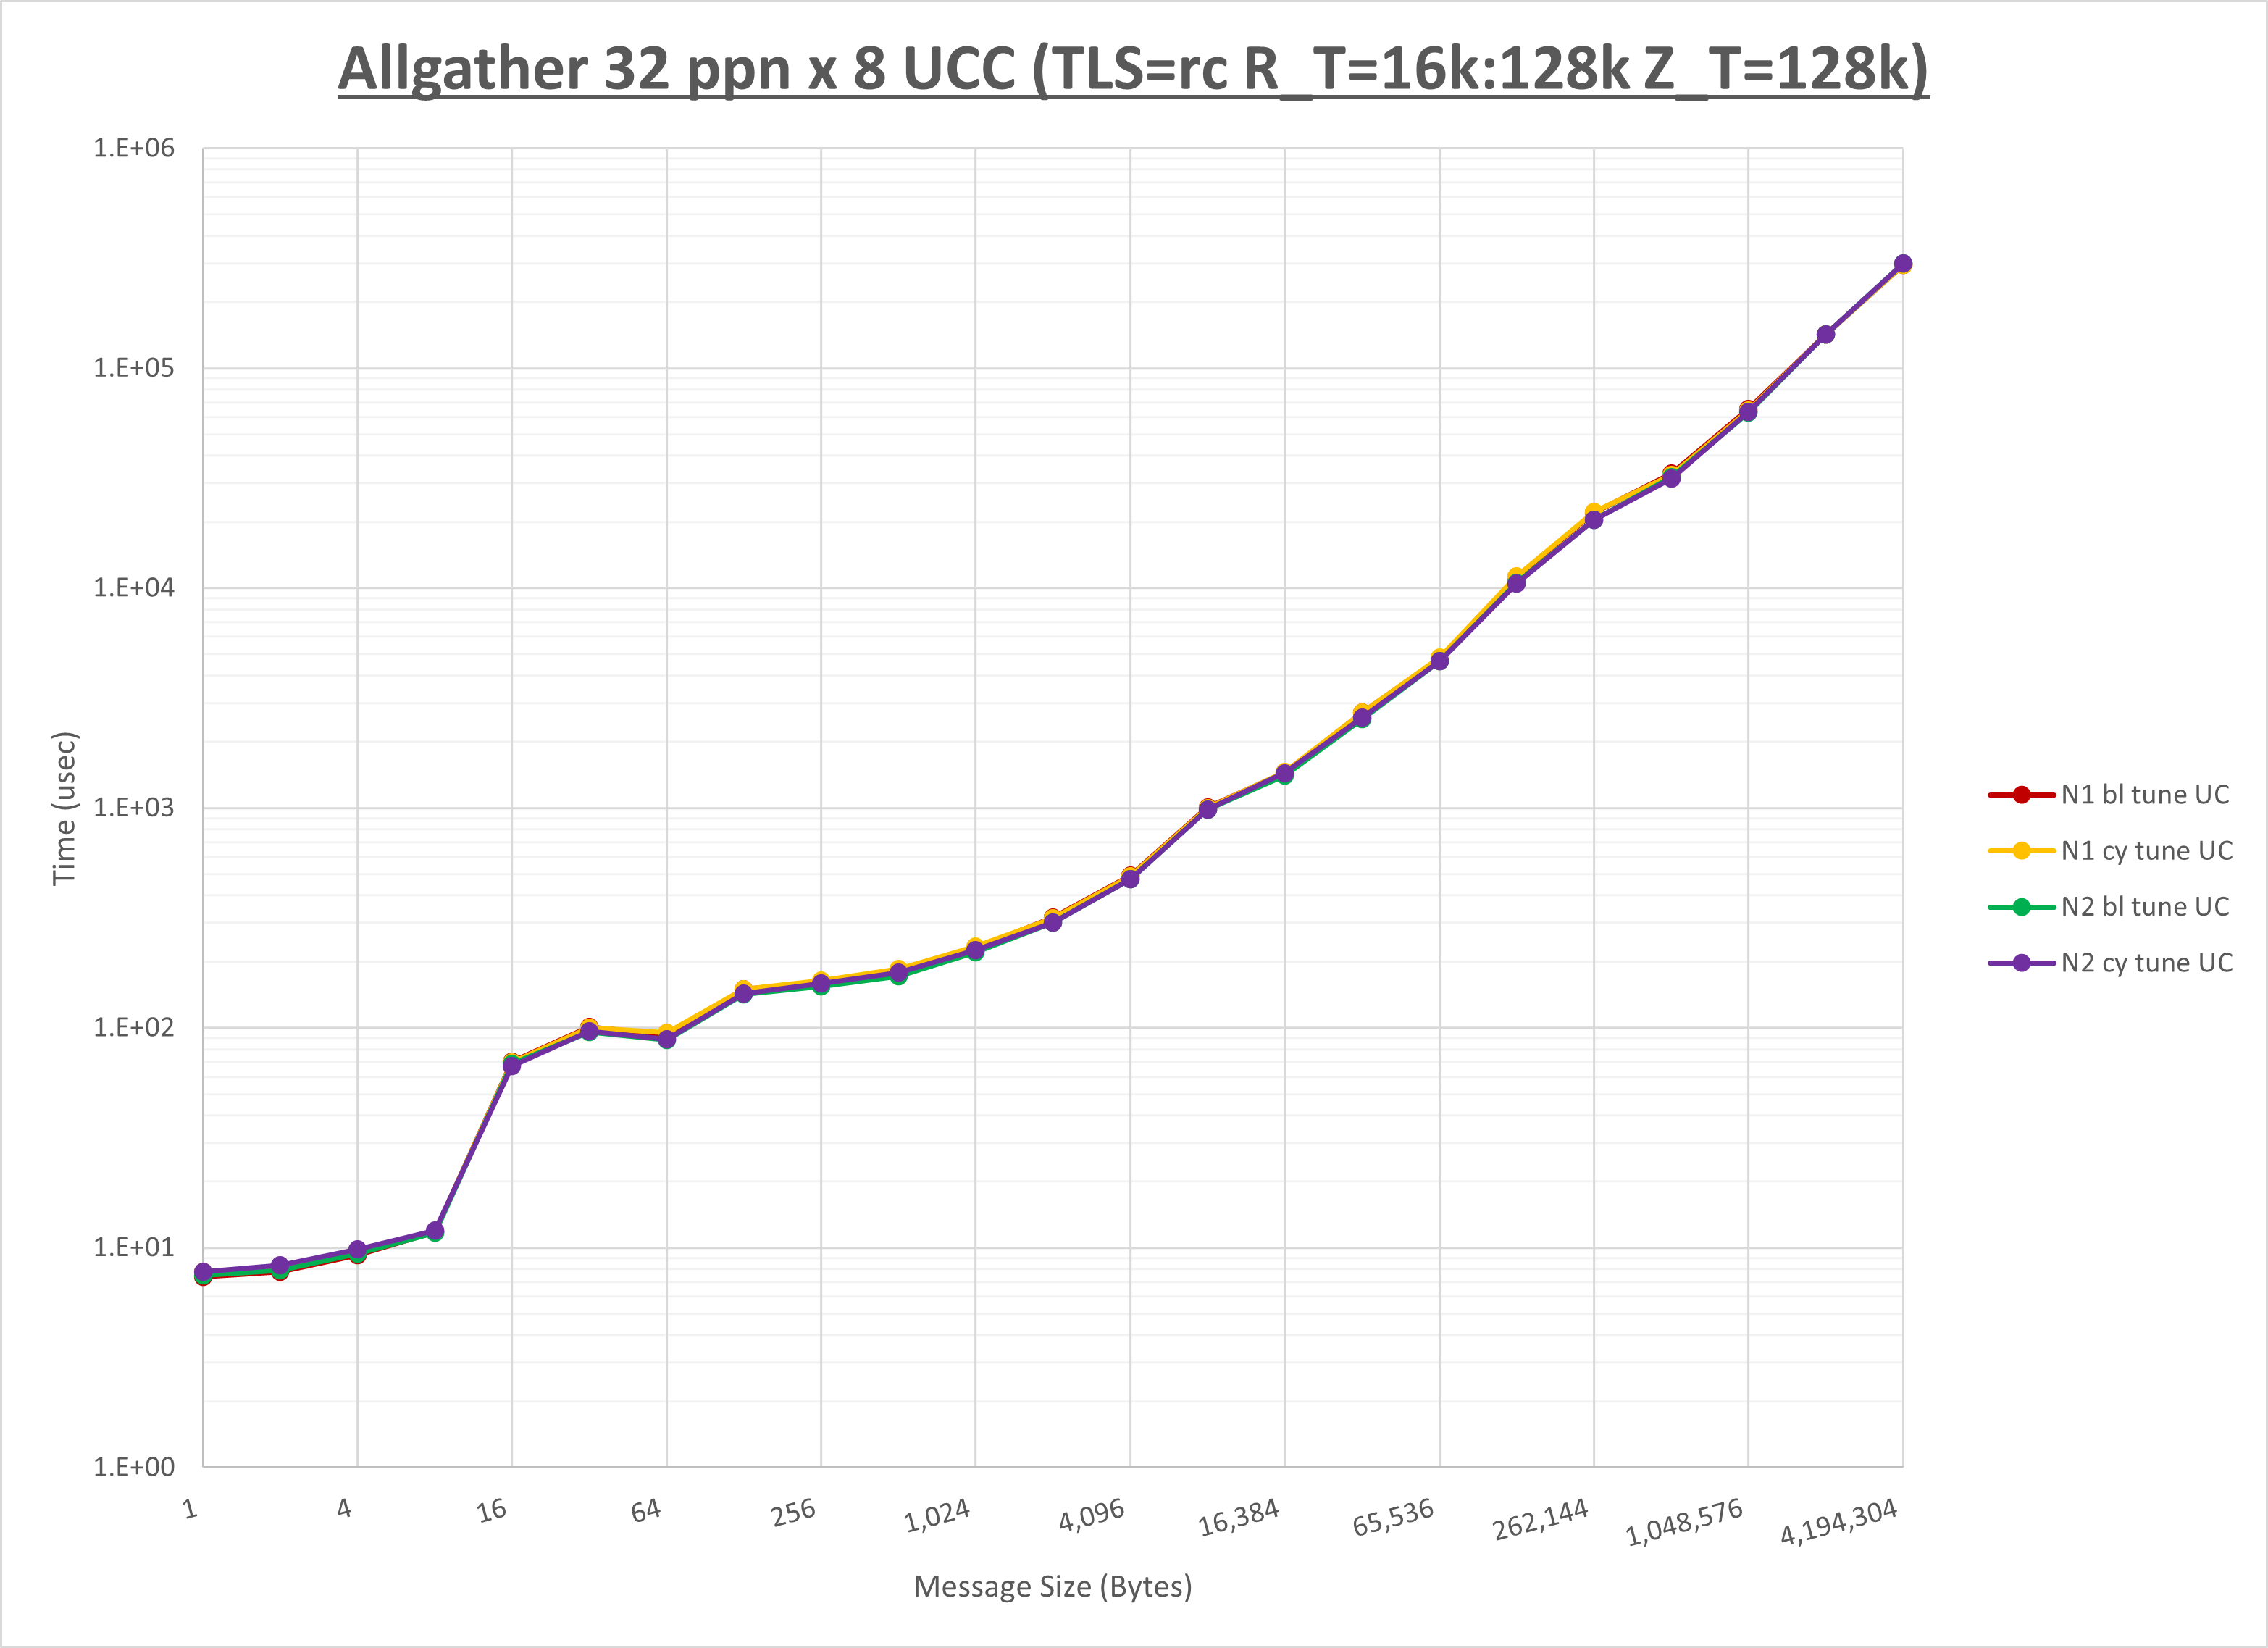 Allgather 32 ppn x 8 UCC (TLS=rc R_T=16k:128k Z_T=128k)
1.E+06
1.E+05
1.E+04
1.E+03
1.E+02
1.E+01
1.E+00
Time (usec)
1
4
16
64
256
1,024
4,096
16,384
65,536
262,144
1,048,576
4,194,304
Message Size (Bytes)
N1 bl tune UC
N1 cy tune UC
N2 bl tune UC
N2 cy tune UC